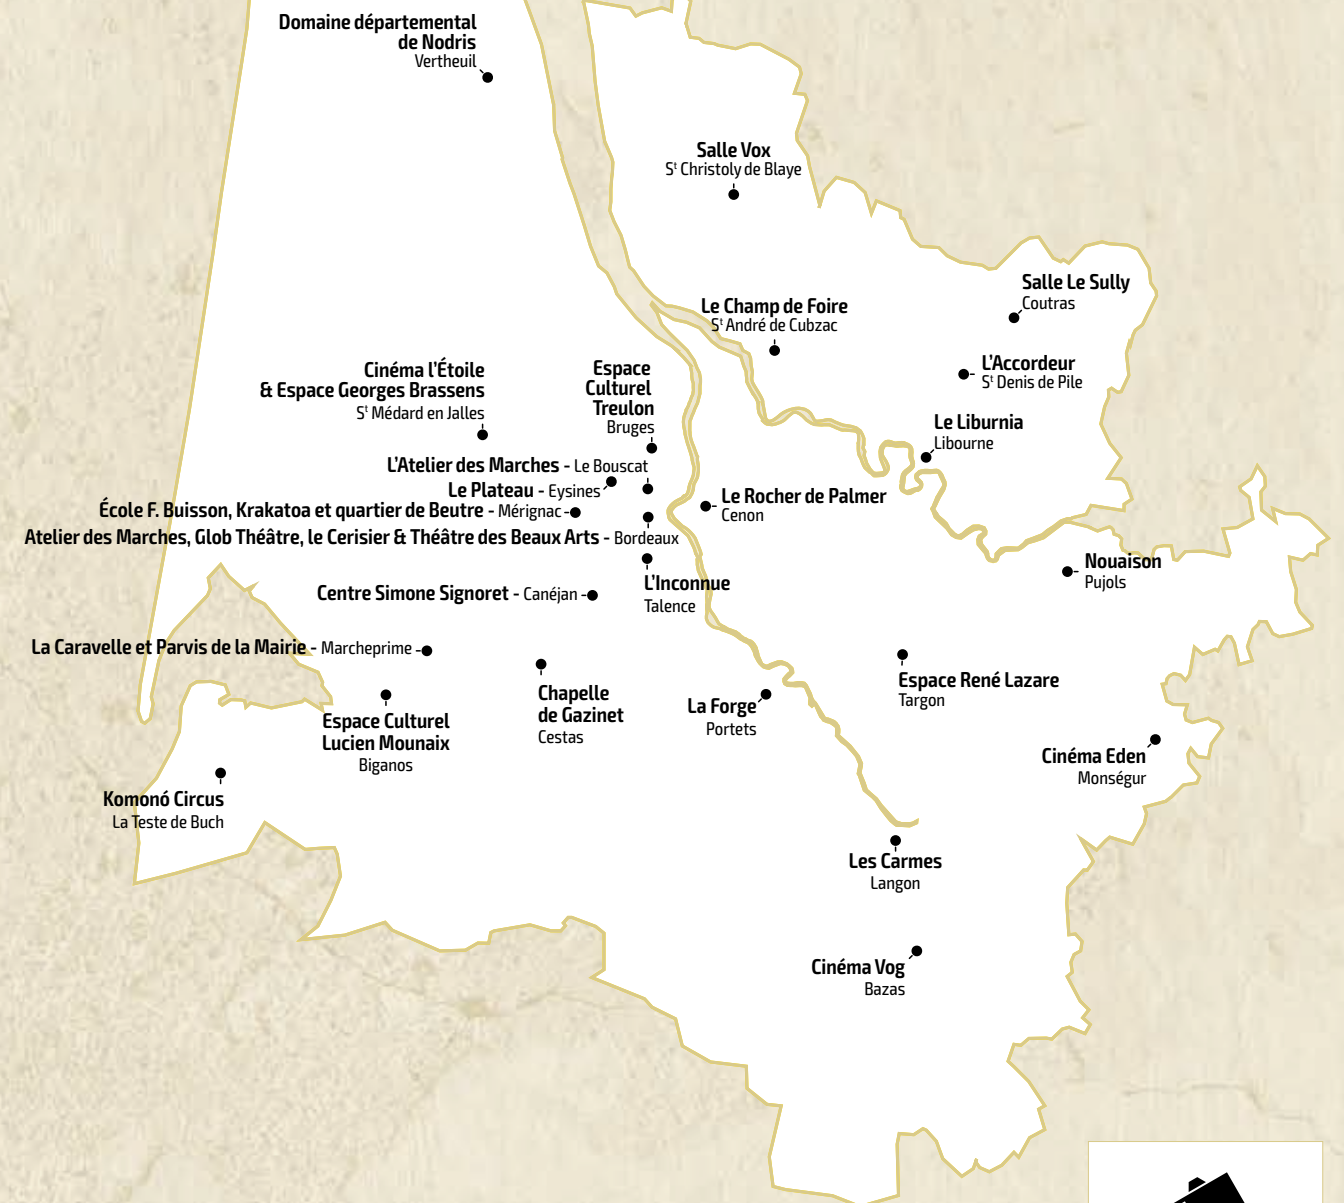 Domaine départemental
de Nodris
Vertheuil
Salle Vox
St Christoly de Blaye
Salle Le Sully
Coutras
Le Champ de Foire
St André de Cubzac
L'Accordeur
St Denis de Pile
Cinéma l'Étoile
& Espace Georges Brassens
St Médard en Jalles
Espace
Culturel
Treulon
Bruges
Le Liburnia
Libourne
L'Atelier des Marches - Le Bouscat
Le Plateau - Eysines
École F. Buisson, Krakatoa et quartier de Beutre - Mérignac
Le Rocher de Palmer
Cenon
Atelier des Marches, Glob Théâtre, le Cerisier & Théâtre des Beaux Arts - Bordeaux
Nouaison
Pujols
L'Inconnue
Talence
Centre Simone Signoret - Canéjan
La Caravelle et Parvis de la Mairie - Marcheprime
Espace René Lazare
Targon
Chapelle
de Gazinet
Cestas
La Forge
Portets
Espace Culturel
Lucien Mounaix
Biganos
Cinéma Eden
Monségur
Komonó Circus
La Teste de Buch
Les Carmes
Langon
Cinéma Vog
Bazas